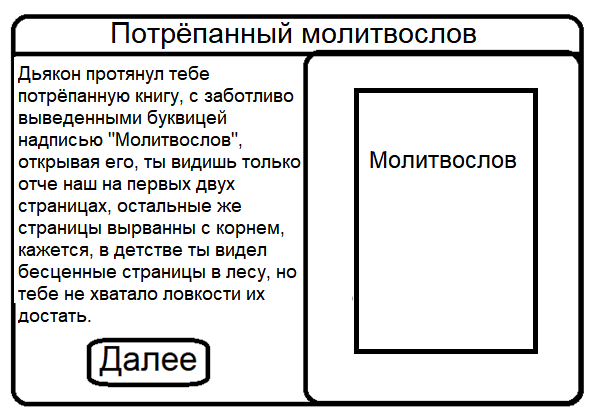 Потрёпанный молитвослов
Дьякон протянул тебе
потрёпанную книгу, с заботливо
выведенными буквицей
надписью "Молитвослов",
открывая его, ты видишь только
отче наш на первых двух
страницах, остальные же
страницы вырванны с корнем,
кажется, в детстве ты видел
бесценные страницы в лесу, но
тебе не хватало ловкости их
достать.
Далее
Молитвослов